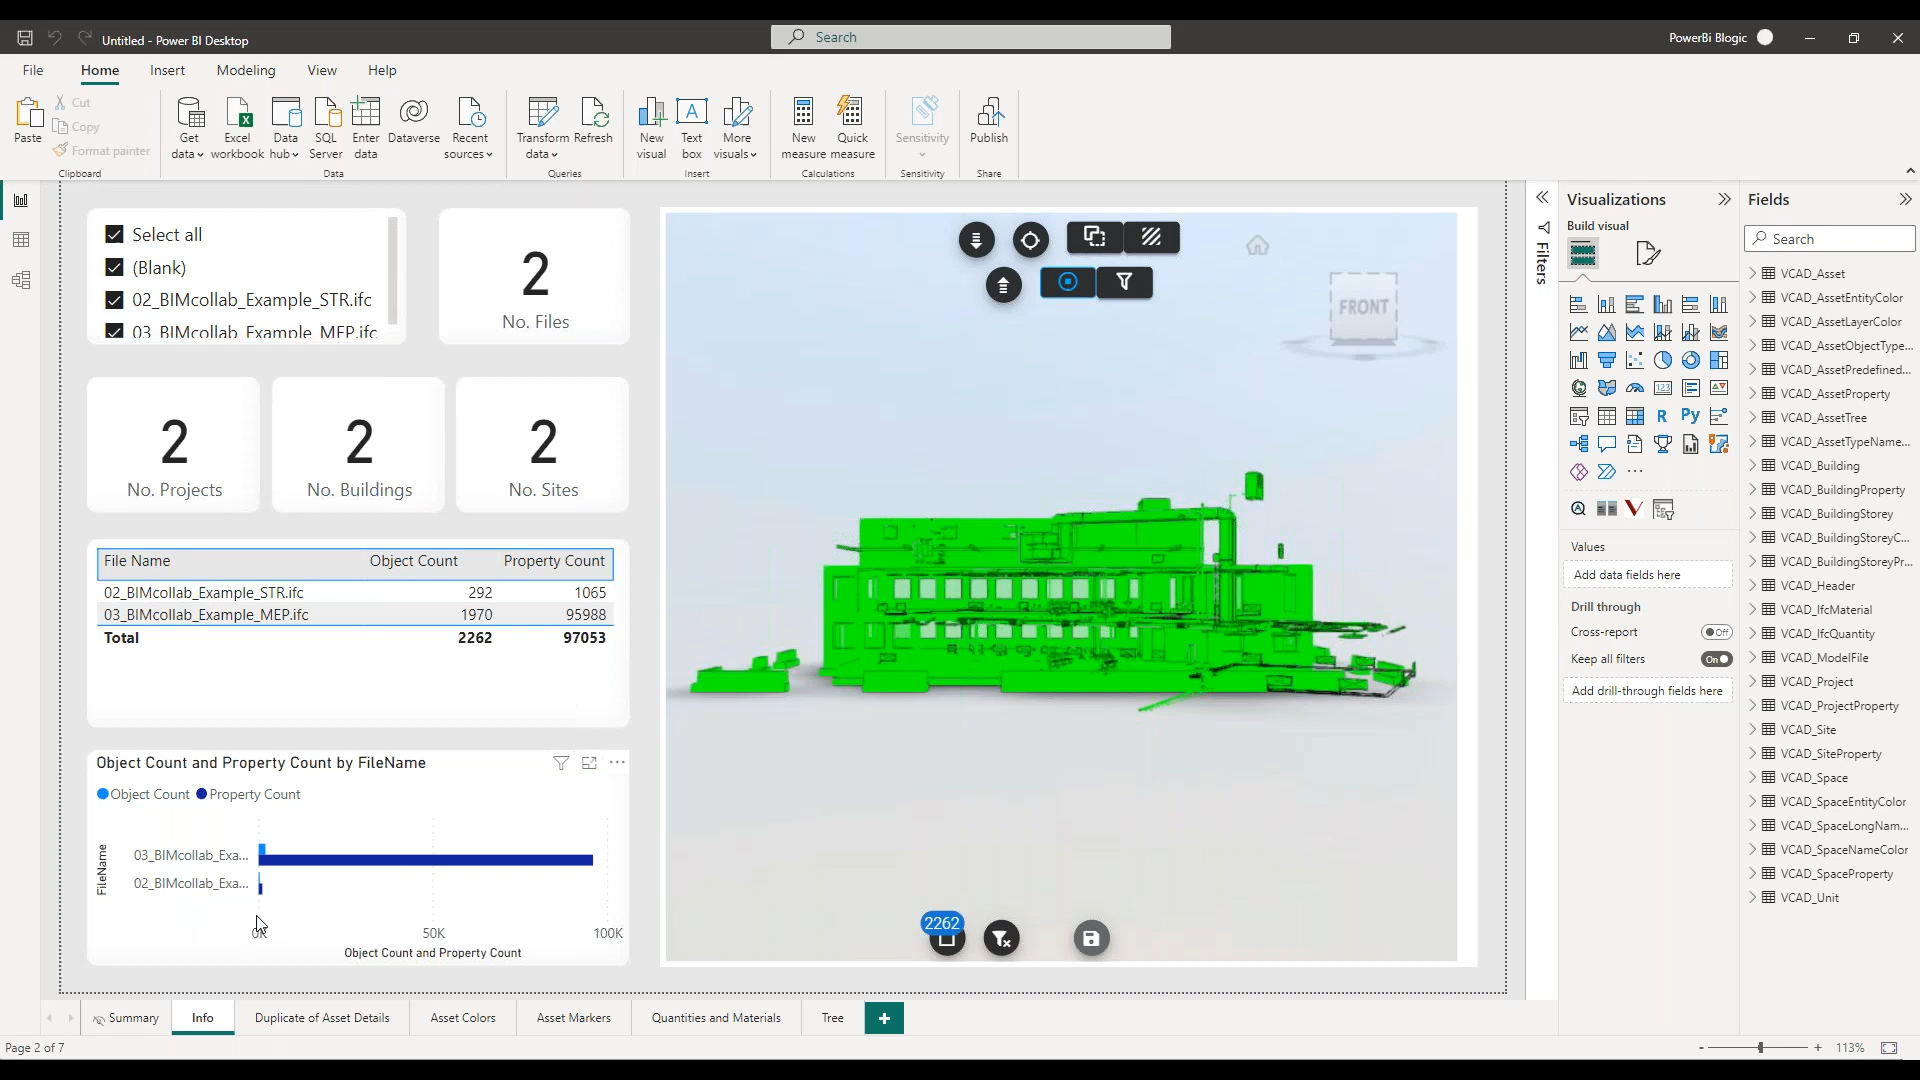 Untitled - Power BI Desktop
Search
PowerBi Blogic
File Home Insert Modeling View Help
Paste
Cut
Copy
Format painter
Clipboard
Get data
Excel workbook
Data hub
SQL Server
Enter data
Dataverse
Recent sources
Data
Transform data
Refresh
Queries
New visual
Text box
More visuals
Insert
New measure
Quick measure
Calculations
Sensitivity
Sensitivity
Publish
Share
Select all
(Blank)
02_BIMcollab_Example_STR.ifc
03_BIMcollab_Example_MEP.ifc
2
No. Files
2
No. Projects
2
No. Buildings
2
No. Sites
File Name Object Count Property Count
02_BIMcollab_Example_STR.ifc 292 1065
03_BIMcollab_Example_MEP.ifc 1970 95988
Total 2262 97053
Object Count and Property Count by FileName
Object Count Property Count
FileName
03_BIMcollab_Exa...
02_BIMcollab_Exa...
0K 50K 100K
Object Count and Property Count
FRONT
2262
Filters
Visualizations
Build visual
123
R
Py
Values
Add data fields here
Drill through
Cross-report Off
Keep all filters On
Add drill-through fields here
Fields
Search
VCAD_Asset
VCAD_AssetEntityColor
VCAD_AssetLayerColor
VCAD_AssetObjectType...
VCAD_AssetPredefined...
VCAD_AssetProperty
VCAD_AssetTree
VCAD_AssetTypeName...
VCAD_Building
VCAD_BuildingProperty
VCAD_BuildingStorey
VCAD_BuildingStoreyC...
VCAD_BuildingStoreyPr...
VCAD_Header
VCAD_IfcMaterial
VCAD_IfcQuantity
VCAD_ModelFile
VCAD_Project
VCAD_ProjectProperty
VCAD_Site
VCAD_SiteProperty
VCAD_Space
VCAD_SpaceEntityColor
VCAD_SpaceLongNam...
VCAD_SpaceNameColor
VCAD_SpaceProperty
VCAD_Unit
Summary Info Duplicate of Asset Details Asset Colors Asset Markers Quantities and Materials Tree +
Page 2 of 7
- + 113%